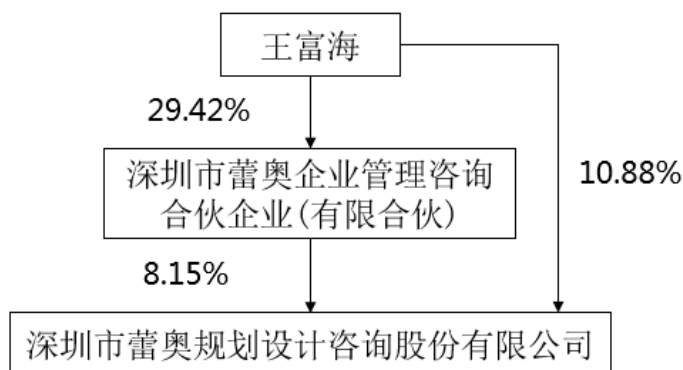 王富海
29.42%
深圳市蕾奥企业管理咨询
合伙企业(有限合伙)
10.88%
8.15%
深圳市蕾奥规划设计咨询股份有限公司